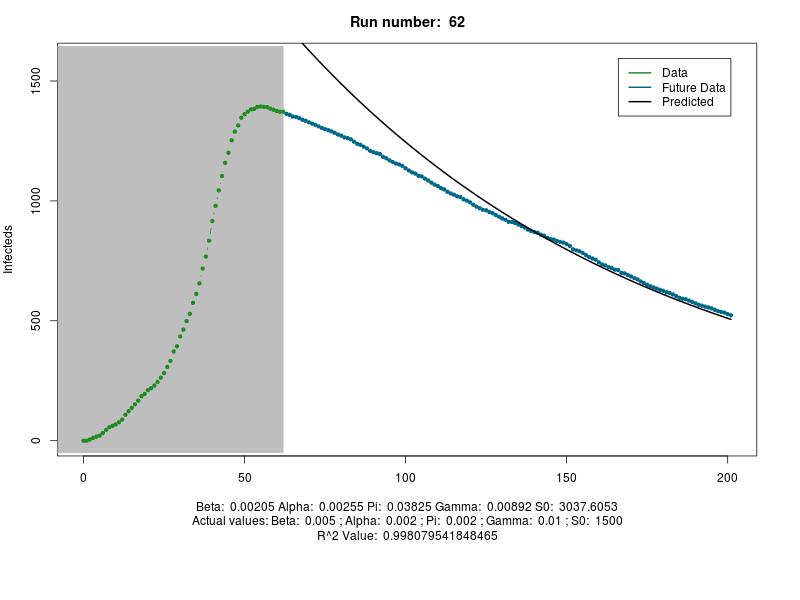 Run number: 62
1500
1000
500
0
Infecteds
Data
Future Data
Predicted
0 50 100 150 200
Beta: 0.00205 Alpha: 0.00255 Pi: 0.03825 Gamma: 0.00892 S0: 3037.6053
Actual values: Beta: 0.005 ; Alpha: 0.002 ; Pi: 0.002 ; Gamma: 0.01 ; S0: 1500
R^2 Value: 0.998079541848465